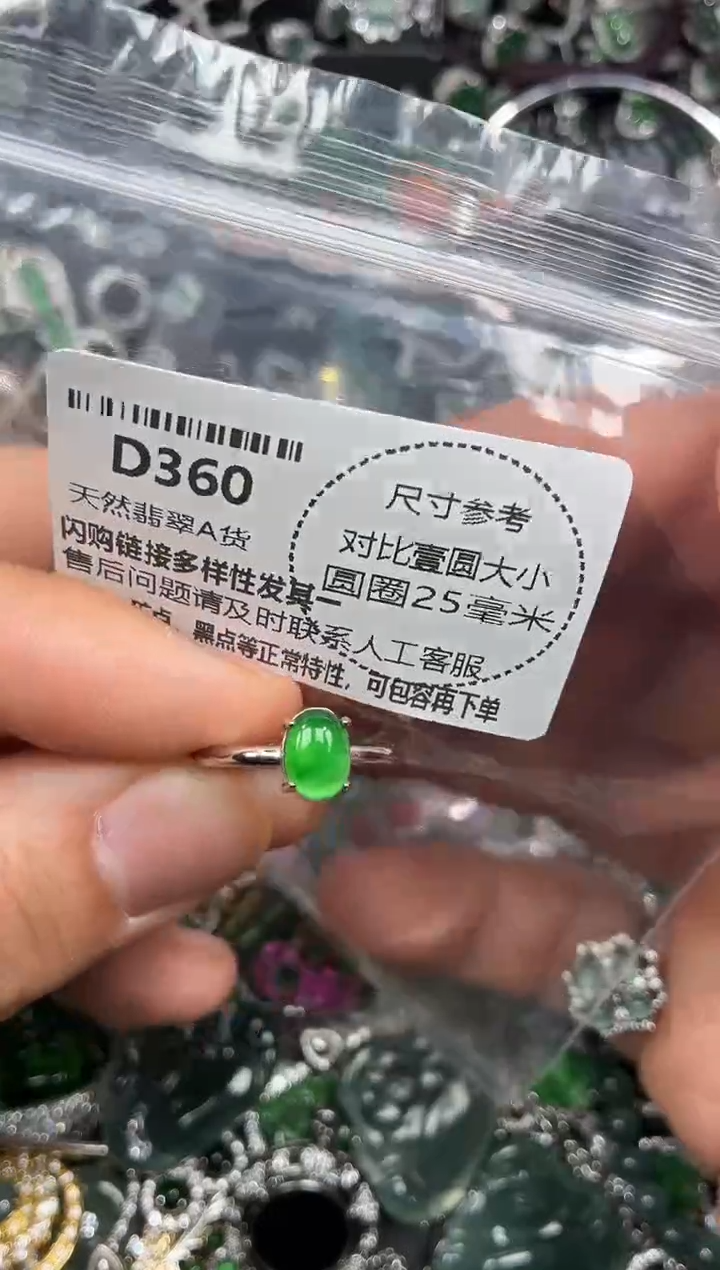 D360
天然翡翠A货
闪购链接多样性发其一
售后问题请及时联系人工客服
点、黑点等正常特性，可包容再下单
尺寸参考
对比壹圆大小
圆圈25毫米